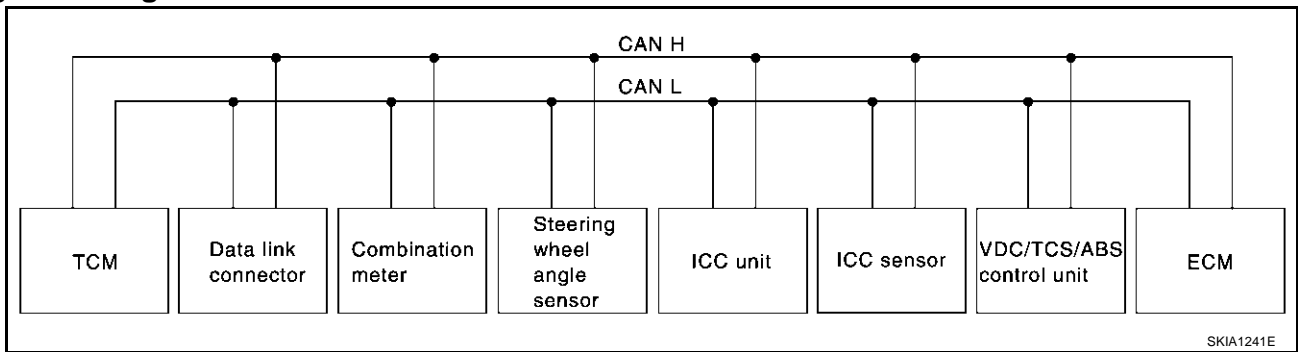 CAN H
CAN L
TCM
Data link
connector
Combination
meter
Steering
wheel
angle
sensor
ICC unit
ICC sensor
VDC/TCS/ABS
control unit
ECM
SKIA1241E